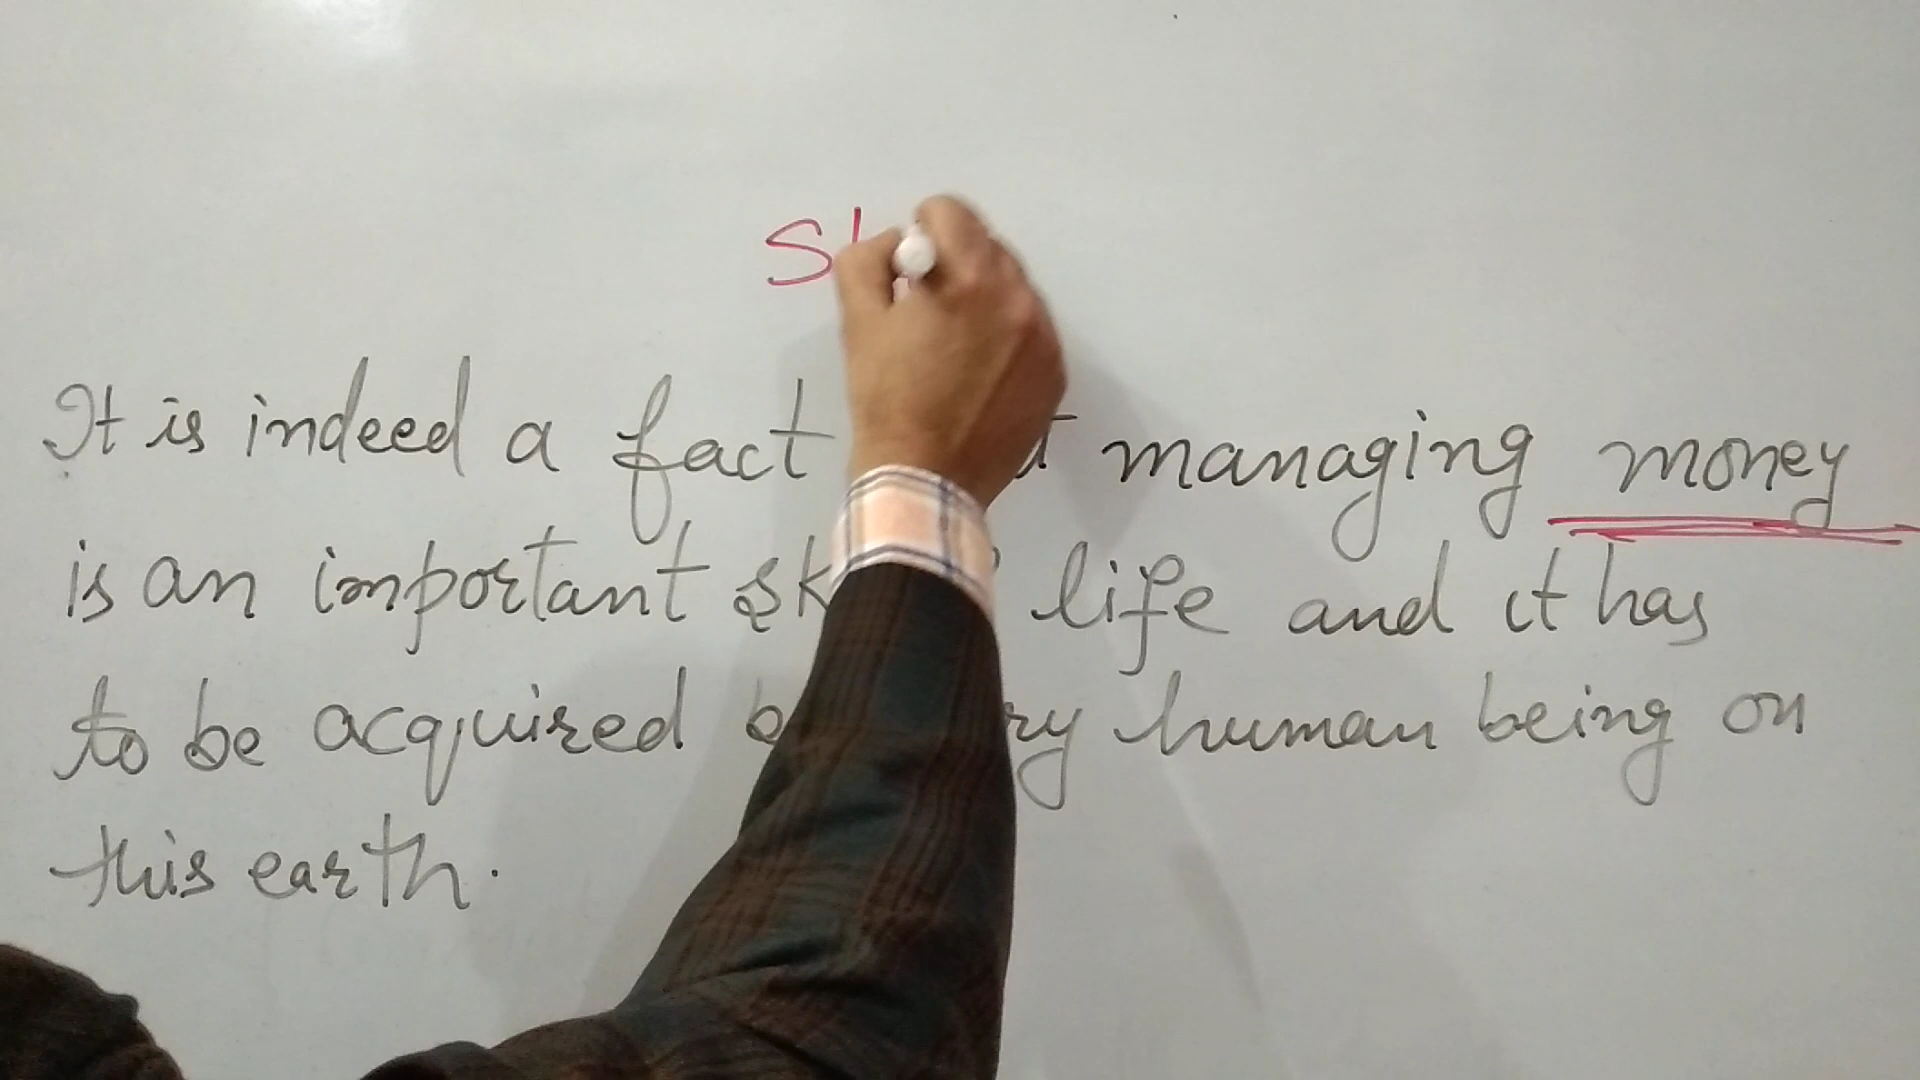 It is indeed a fact managing money
is an important life and it has
to be acquired human being on
this earth.